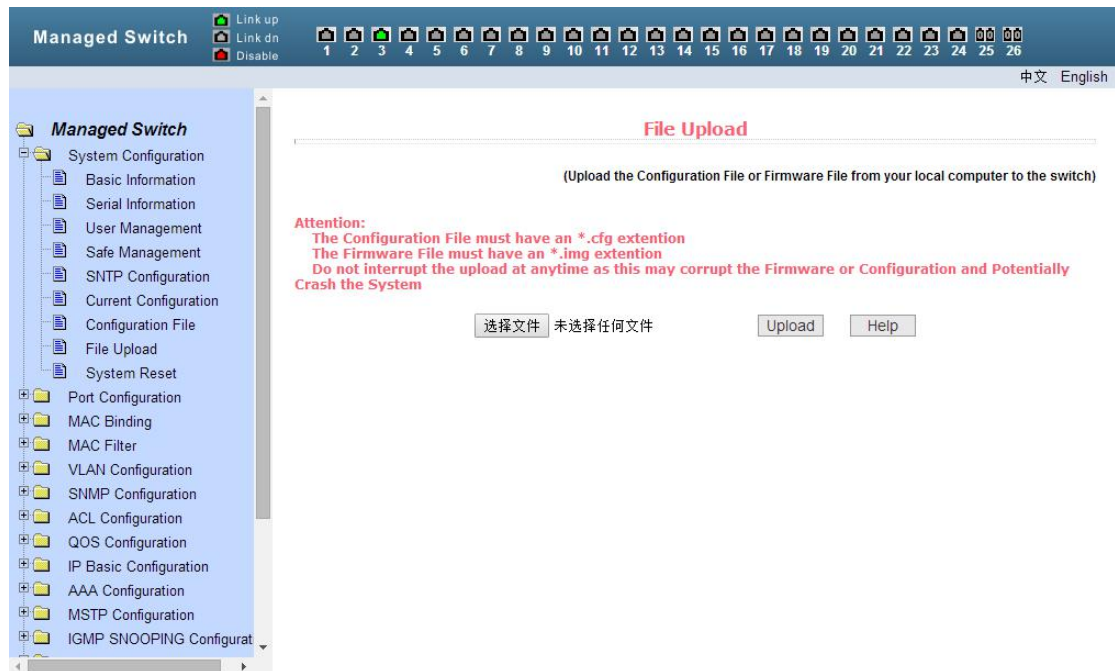 Managed Switch
Link up
Link dn
Disable
1 2 3 4 5 6 7 8 9 10 11 12 13 14 15 16 17 18 19 20 21 22 23 24 25 26
中文 English
Managed Switch
System Configuration
Basic Information
Serial Information
User Management
Safe Management
SNTP Configuration
Current Configuration
Configuration File
File Upload
System Reset
Port Configuration
MAC Binding
MAC Filter
VLAN Configuration
SNMP Configuration
ACL Configuration
QOS Configuration
IP Basic Configuration
AAA Configuration
MSTP Configuration
IGMP SNOOPING Configurat
File Upload
(Upload the Configuration File or Firmware File from your local computer to the switch)
Attention:
The Configuration File must have an *.cfg extention
The Firmware File must have an *.img extention
Do not interrupt the upload at anytime as this may corrupt the Firmware or Configuration and Potentially
Crash the System
选择文件 未选择任何文件 Upload Help